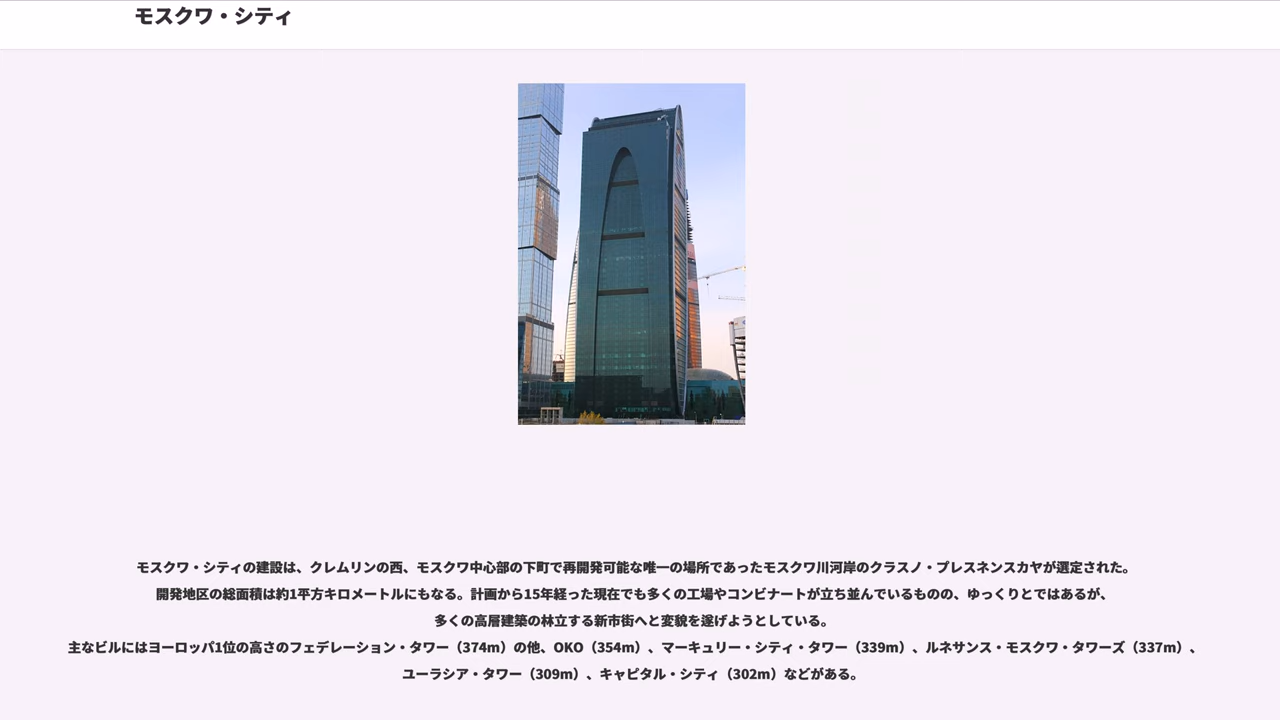 モスクワ・シティ
モスクワ・シティの建設は、クレムリンの西、モスクワ中心部の下町で再開発可能な唯一の場所であったモスクワ川河岸のクラスノ・プレスネンスカヤが選定された。
開発地区の総面積は約1平方キロメートルにもなる。計画から15年経った現在でも多くの工場やコンビナートが立ち並んでいるものの、ゆっくりとではあるが、
多くの高層建築の林立する新市街へと変貌を遂げようとしている。
主なビルにはヨーロッパ1位の高さのフェデレーション・タワー（374m）の他、OKO（354m）、マーキュリー・シティ・タワー（339m）、ルネサンス・モスクワ・タワーズ（337m）、
ユーラシア・タワー（309m）、キャピタル・シティ（302m）などがある。